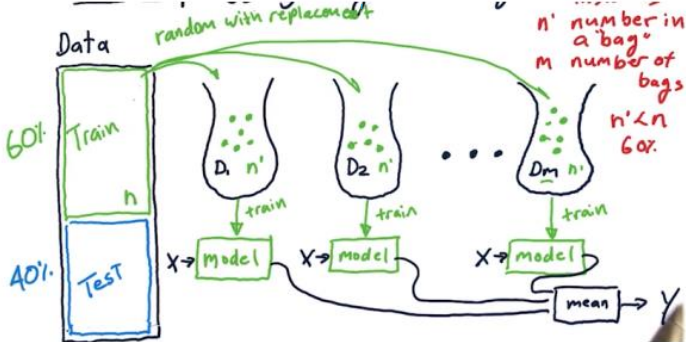 random with replacement
Data
n' number in
a "bag"
m number of
bags
n'<n
60%
60%
Train
n
40%
Test
D1 n'
D2 n'
...
Dm n'
train
train
train
X→ model
X→ model
X→ model
mean → Y